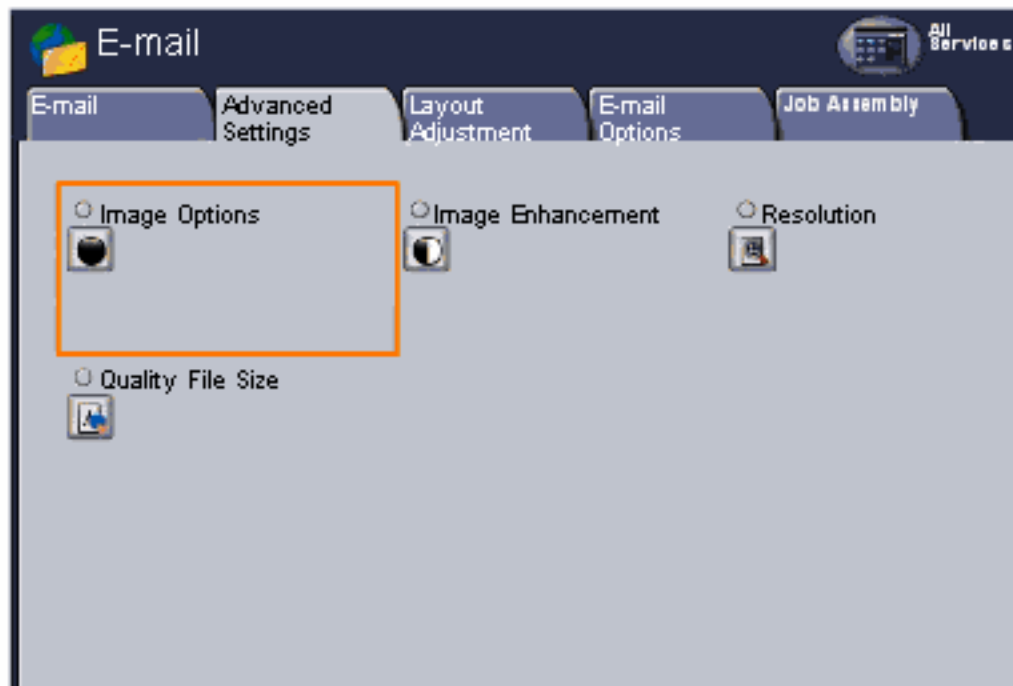 E-mail
All
Services
E-mail
Advanced
Settings
Layout
Adjustment
E-mail
Options
Job Assembly
Image Options
Image Enhancement
Resolution
Quality File Size